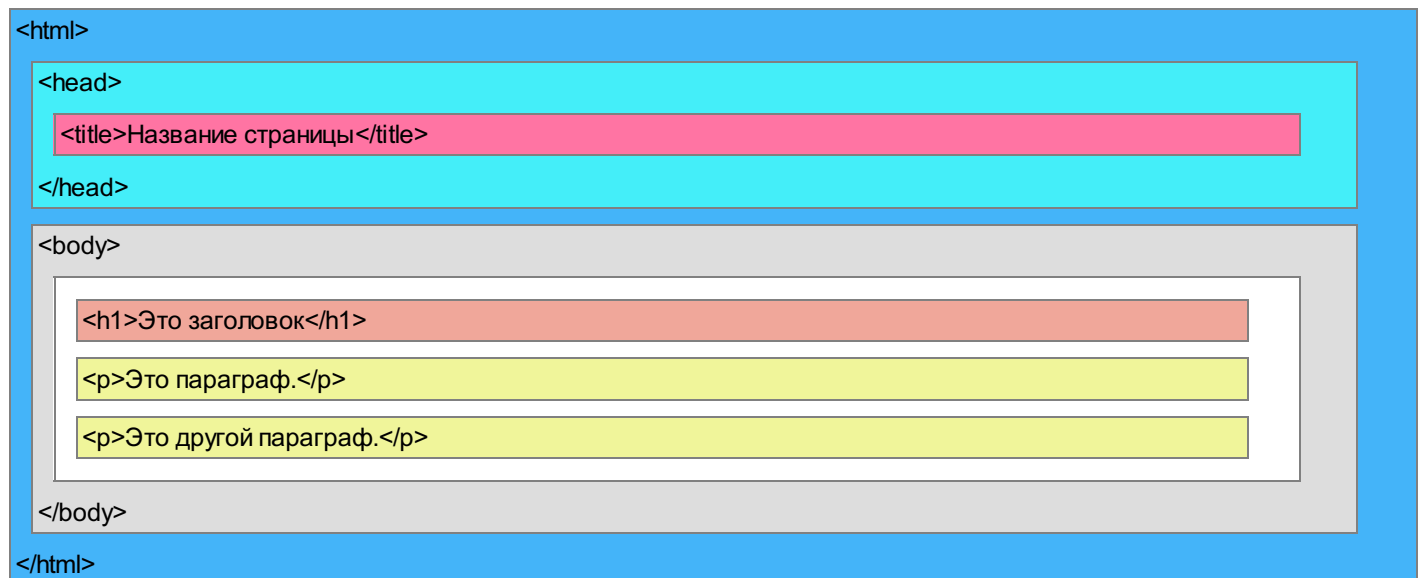 <html>
<head>
<title>Название страницы</title>
</head>
<body>
<h1>Это заголовок</h1>
<p>Это параграф.</p>
<p>Это другой параграф.</p>
</body>
</html>